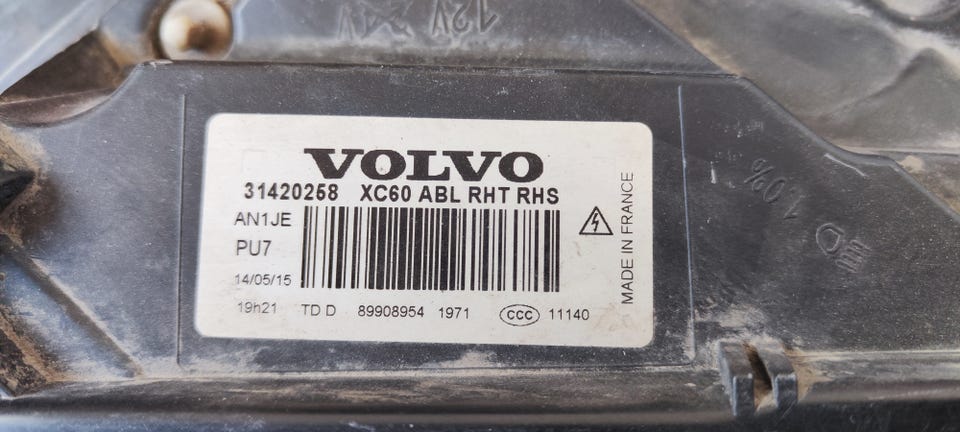 12V 24V
VOLVO
31420258 XC60 ABL RHT RHS
AN1JE
PU7
14/05/15
19h21 TD D 89908954 1971 CCC 11140
MADE IN FRANCE